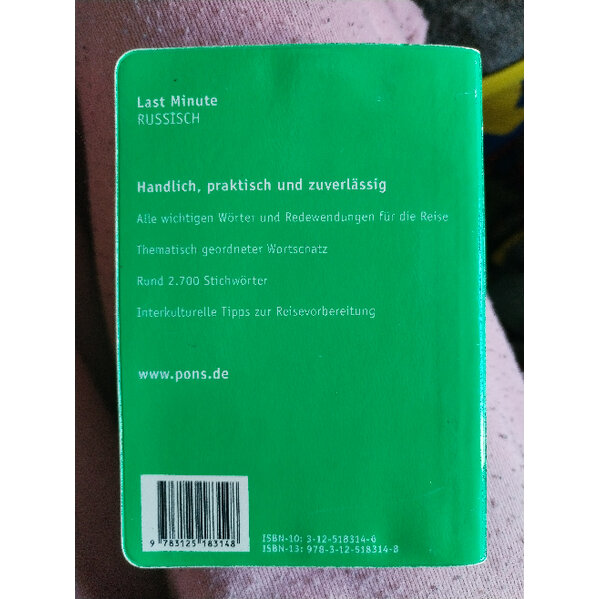 Last Minute
RUSSISCH
Handlich, praktisch und zuverlässig
Alle wichtigen Wörter und Redewendungen für die Reise
Thematisch geordneter Wortschatz
Rund 2.700 Stichwörter
Interkulturelle Tipps zur Reisevorbereitung
www.pons.de
9 783125 183148
ISBN-10: 3-12-518314-6
ISBN-13: 978-3-12-518314-8